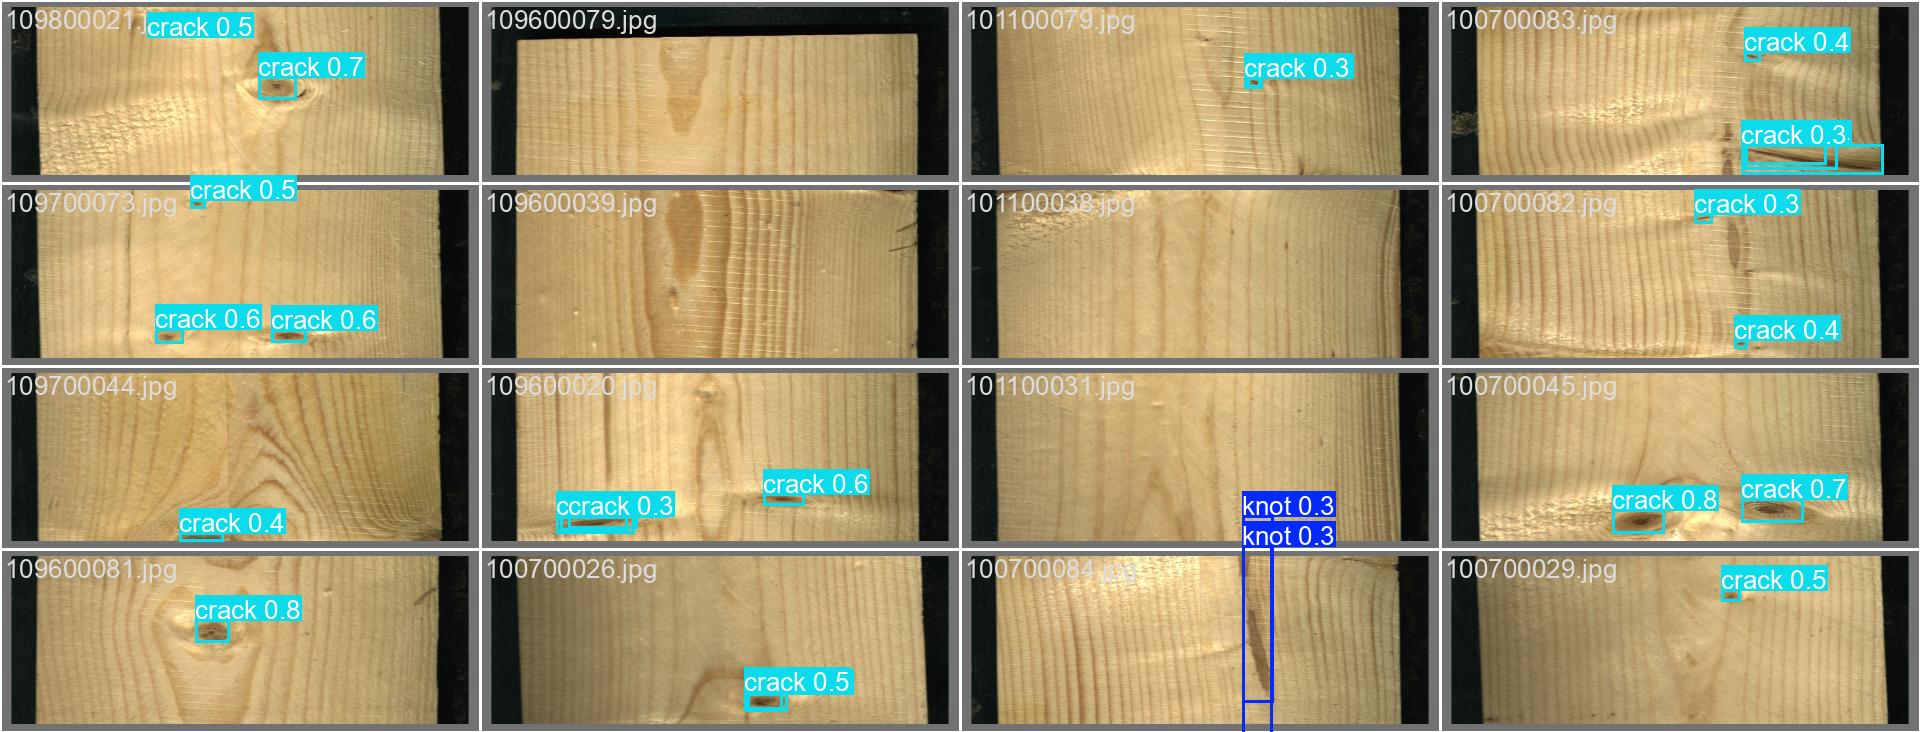 109800021.j
crack 0.5
crack 0.7
109600079.jpg
101100079.jpg
crack 0.3
100700083.jpg
crack 0.4
crack 0.3
109700073.jpg
crack 0.5
crack 0.6
crack 0.6
109600039.jpg
101100038.jpg
100700082.jpg
crack 0.3
crack 0.4
109700044.jpg
crack 0.4
109600020.jpg
ccrack 0.3
crack 0.6
101100031.jpg
knot 0.3
knot 0.3
100700045.jpg
crack 0.8
crack 0.7
109600081.jpg
crack 0.8
100700026.jpg
crack 0.5
100700084.jpg
100700029.jpg
crack 0.5